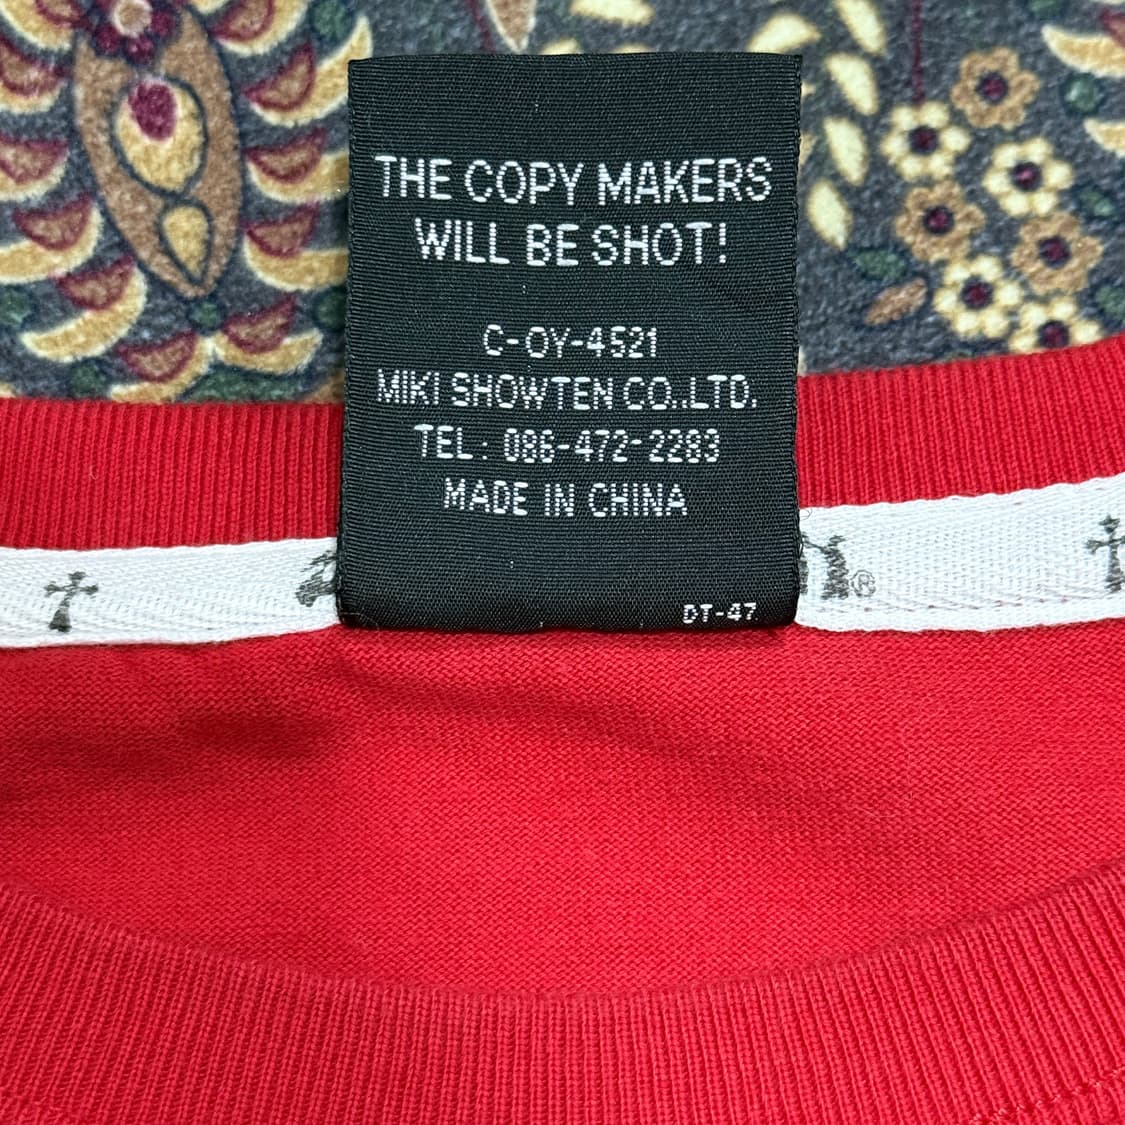 THE COPY MAKERS
WILL BE SHOT!
C-OY-4521
MIKI SHOWTEN CO.,LTD.
TEL: 086-472-2283
MADE IN CHINA
DT-47
®